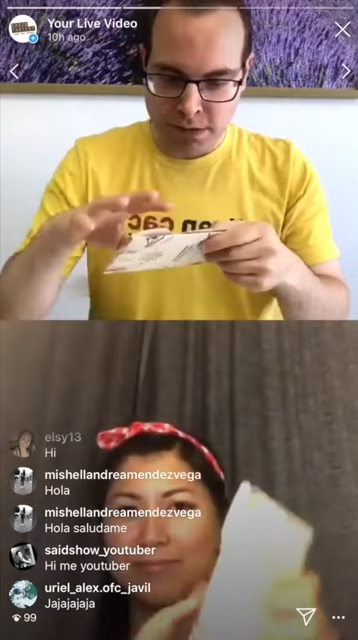 Your Live Video
10h ago
elsy13
Hi
mishellandreamendezvega
Hola
mishellandreamendezvega
Hola saludame
saidshow_youtuber
Hi me youtuber
99
uriel_alex.ofc_javil
Jajajajaja